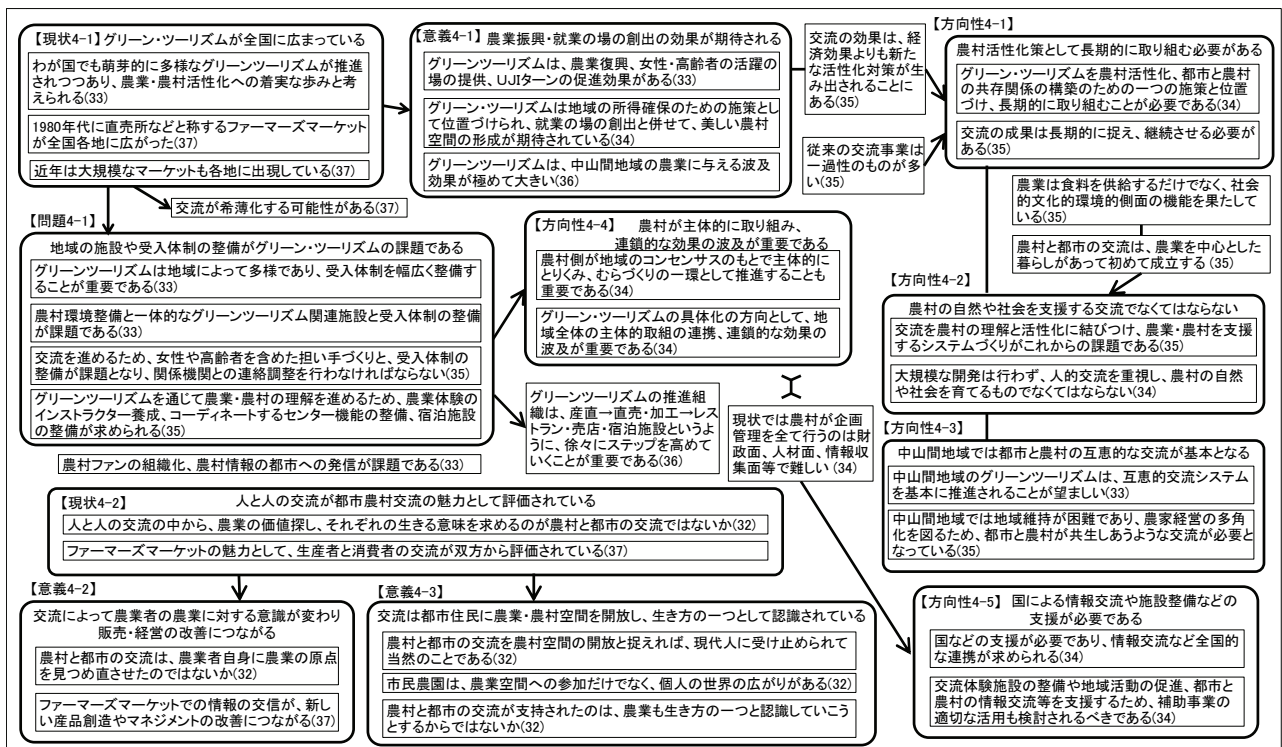 【現状4-1】グリーン・ツーリズムが全国に広まっている
わが国でも萌芽的に多様なグリーンツーリズムが推進
されつつあり、農業・農村活性化への着実な歩みと考
えられる(33)
1980年代に直売所などと称するファーマーズマーケット
が全国各地に広がった(37)
近年は大規模なマーケットも各地に出現している(37)
交流が希薄化する可能性がある(37)
【意義4-1】 農業振興・就業の場の創出の効果が期待される
グリーンツーリズムは、農業復興、女性・高齢者の活躍の
場の提供、UJIターンの促進効果がある(33)
グリーン・ツーリズムは地域の所得確保のための施策とし
て位置づけられ、就業の場の創出と併せて、美しい農村
空間の形成が期待されている(34)
グリーンツーリズムは、中山間地域の農業に与える波及
効果が極めて大きい(36)
交流の効果は、経
済効果よりも新た
な活性化対策が生
み出されることに
ある(35)
従来の交流事業は
一過性のものが多
い(35)
【方向性4-1】
農村活性化策として長期的に取り組む必要がある
グリーン・ツーリズムを農村活性化、都市と農村
の共存関係の構築のための一つの施策と位置
づけ、長期的に取り組むことが必要である(34)
交流の成果は長期的に捉え、継続させる必要が
ある(35)
農業は食料を供給するだけでなく、社会
的文化的環境的側面の機能を果たして
いる(35)
農村と都市の交流は、農業を中心とした
暮らしがあって初めて成立する(35)
【問題4-1】
地域の施設や受入体制の整備がグリーン・ツーリズムの課題である
グリーンツーリズムは地域によって多様であり、受入体制を幅広く整備す
ることが重要である(33)
農村環境整備と一体的なグリーンツーリズム関連施設と受入体制の整備
が課題である(33)
交流を進めるため、女性や高齢者を含めた担い手づくりと、受入体制の
整備が課題となり、関係機関との連絡調整を行わなければならない(35)
グリーンツーリズムを通じて農業・農村の理解を進めるため、農業体験の
インストラクター養成、コーディネートするセンター機能の整備、宿泊施設
の整備が求められる(35)
農村ファンの組織化、農村情報の都市への発信が課題である(33)
【方向性4-4】 農村が主体的に取り組み、
連鎖的な効果の波及が重要である
農村側が地域のコンセンサスのもとで主体的に
とりくみ、むらづくりの一環として推進することも
重要である(34)
グリーン・ツーリズムの具体化の方向として、地
域全体の主体的取組の連携、連鎖的な効果の
波及が重要である(34)
グリーンツーリズムの推進組
織は、産直→直売・加工→レス
トラン・売店・宿泊施設というよ
うに、徐々にステップを高めて
いくことが重要である(36)
現状では農村が企画
管理を全て行うのは財
政面、人材面、情報収
集面等で難しい(34)
【方向性4-2】
農村の自然や社会を支援する交流でなくてはならない
交流を農村の理解と活性化に結びつけ、農業・農村を支援
するシステムづくりがこれからの課題である(35)
大規模な開発は行わず、人的交流を重視し、農村の自然
や社会を育てるものでなくてはならない(34)
【方向性4-3】
中山間地域では都市と農村の互恵的な交流が基本となる
中山間地域のグリーンツーリズムは、互恵的交流システム
を基本に推進されることが望ましい(33)
中山間地域では地域維持が困難であり、農家経営の多角
化を図るため、都市と農村が共生しあうような交流が必要と
なっている(35)
【現状4-2】 人と人の交流が都市農村交流の魅力として評価されている
人と人の交流の中から、農業の価値探し、それぞれの生きる意味を求めるのが農村と都市の交流ではないか(32)
ファーマーズマーケットの魅力として、生産者と消費者の交流が双方から評価されている(37)
【意義4-2】
交流によって農業者の農業に対する意識が変わり
販売・経営の改善につながる
農村と都市の交流は、農業者自身に農業の原点
を見つめ直させたのではないか(32)
ファーマーズマーケットでの情報の交信が、新し
い産品創造やマネジメントの改善につながる(37)
【意義4-3】
交流は都市住民に農業・農村空間を開放し、生き方の一つとして認識されている
農村と都市の交流を農村空間の開放と捉えれば、現代人に受け止められて
当然のことである(32)
市民農園は、農業空間への参加だけでなく、個人の世界の広がりがある(32)
農村と都市の交流が支持されたのは、農業も生き方の一つと認識していこ
うとするからではないか(32)
【方向性4-5】 国による情報交流や施設整備などの
支援が必要である
国などの支援が必要であり、情報交流など全国的
な連携が求められる(34)
交流体験施設の整備や地域活動の促進、都市と
農村の情報交流等を支援するため、補助事業の
適切な活用も検討されるべきである(34)